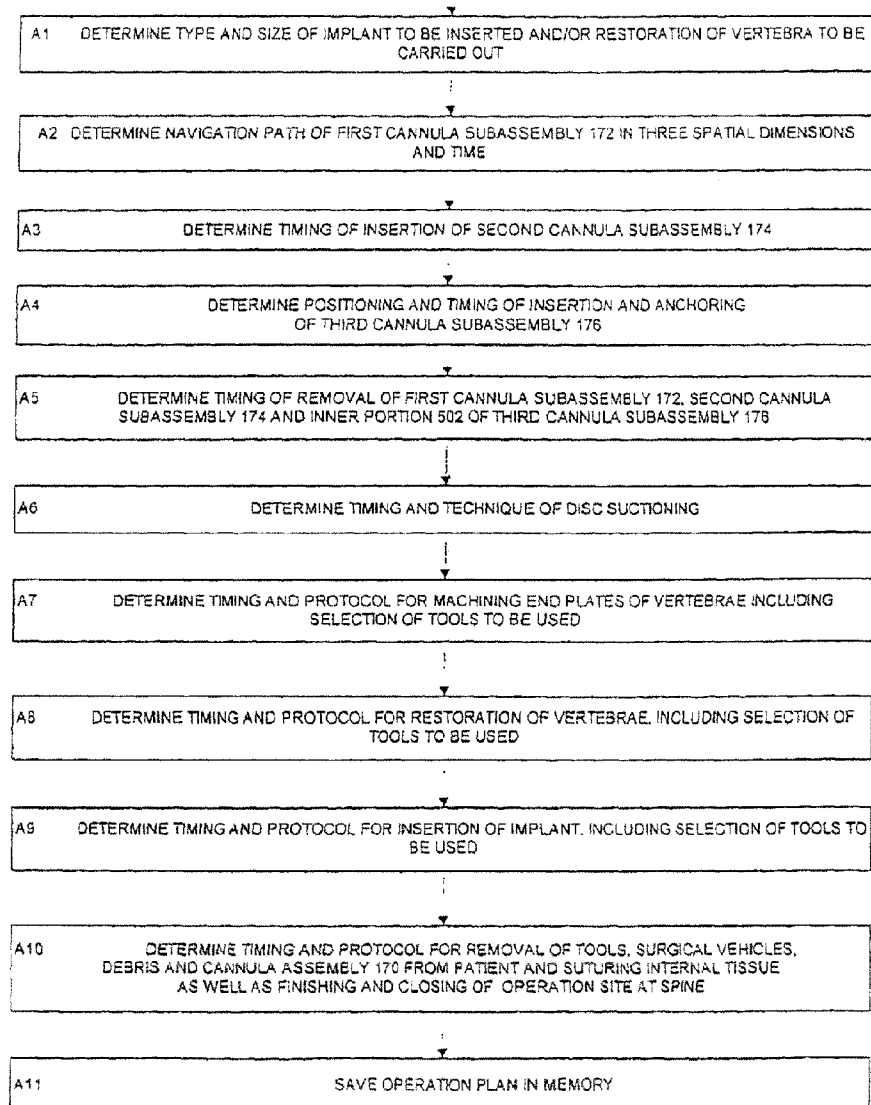 A1 DETERMINE TYPE AND SIZE OF IMPLANT TO BE INSERTED AND/OR RESTORATION OF VERTEBRA TO BE
CARRIED OUT
A2 DETERMINE NAVIGATION PATH OF FIRST CANNULA SUBASSEMBLY 172 IN THREE SPATIAL DIMENSIONS
AND TIME
A3 DETERMINE TIMING OF INSERTION OF SECOND CANNULA SUBASSEMBLY 174
A4 DETERMINE POSITIONING AND TIMING OF INSERTION AND ANCHORING
OF THIRD CANNULA SUBASSEMBLY 176
A5 DETERMINE TIMING OF REMOVAL OF FIRST CANNULA SUBASSEMBLY 172, SECOND CANNULA
SUBASSEMBLY 174 AND INNER PORTION 502 OF THIRD CANNULA SUBASSEMBLY 176
A6 DETERMINE TIMING AND TECHNIQUE OF DISC SUCTIONING
A7 DETERMINE TIMING AND PROTOCOL FOR MACHINING END PLATES OF VERTEBRAE INCLUDING
SELECTION OF TOOLS TO BE USED
A8 DETERMINE TIMING AND PROTOCOL FOR RESTORATION OF VERTEBRAE, INCLUDING SELECTION OF
TOOLS TO BE USED
A9 DETERMINE TIMING AND PROTOCOL FOR INSERTION OF IMPLANT, INCLUDING SELECTION OF TOOLS TO
BE USED
A10 DETERMINE TIMING AND PROTOCOL FOR REMOVAL OF TOOLS, SURGICAL VEHICLES,
DEBRIS AND CANNULA ASSEMBLY 170 FROM PATIENT AND SUTURING INTERNAL TISSUE
AS WELL AS FINISHING AND CLOSING OF OPERATION SITE AT SPINE
A11 SAVE OPERATION PLAN IN MEMORY